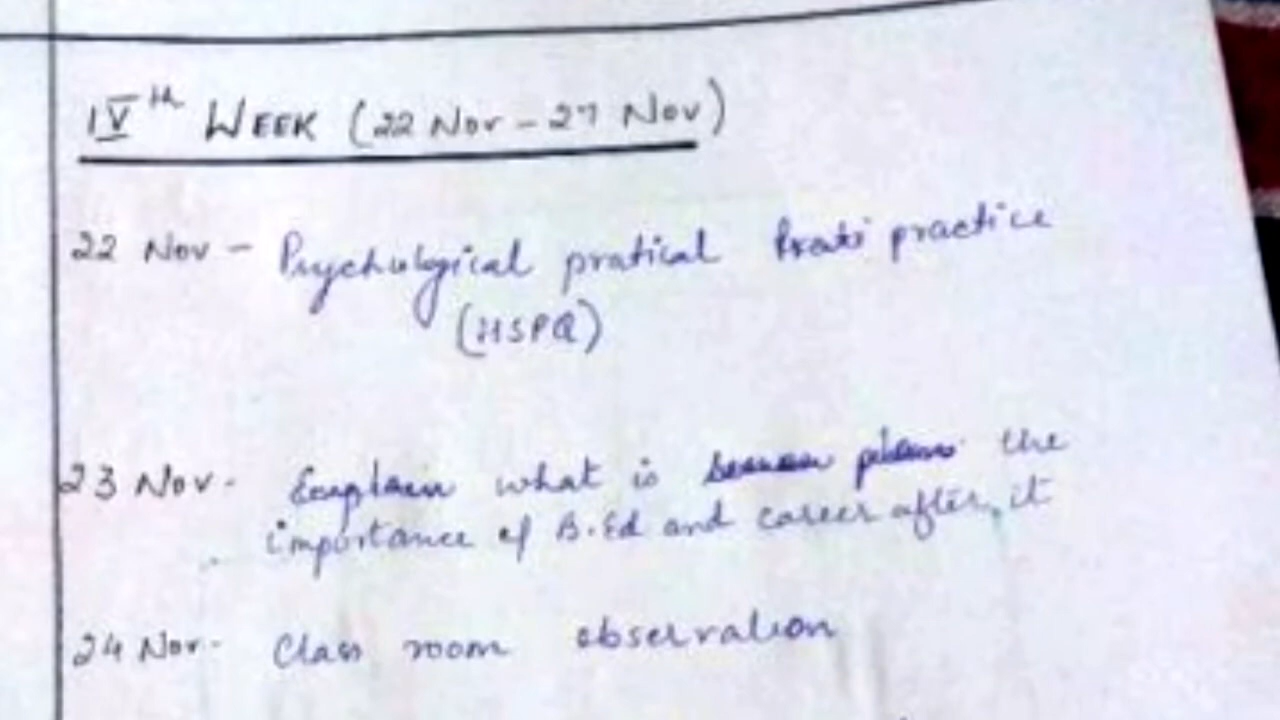 IVth WEEK (22 Nov - 27 Nov)
22 Nov - Psychological pratical Prati practice
(HSPQ)
23 Nov. Explain what is the
importance of B.Ed and career after it
24 Nov. Class room observation